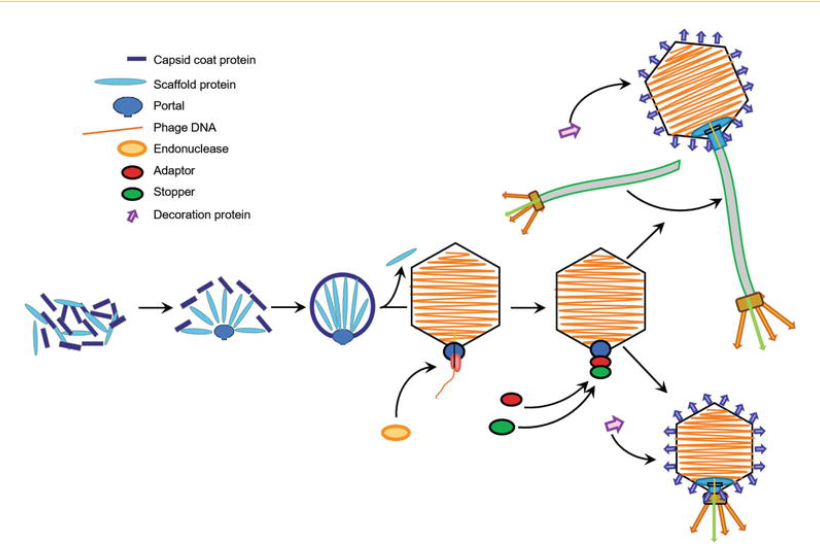 Capsid coat protein
Scaffold protein
Portal
Phage DNA
Endonuclease
Adaptor
Stopper
Decoration protein